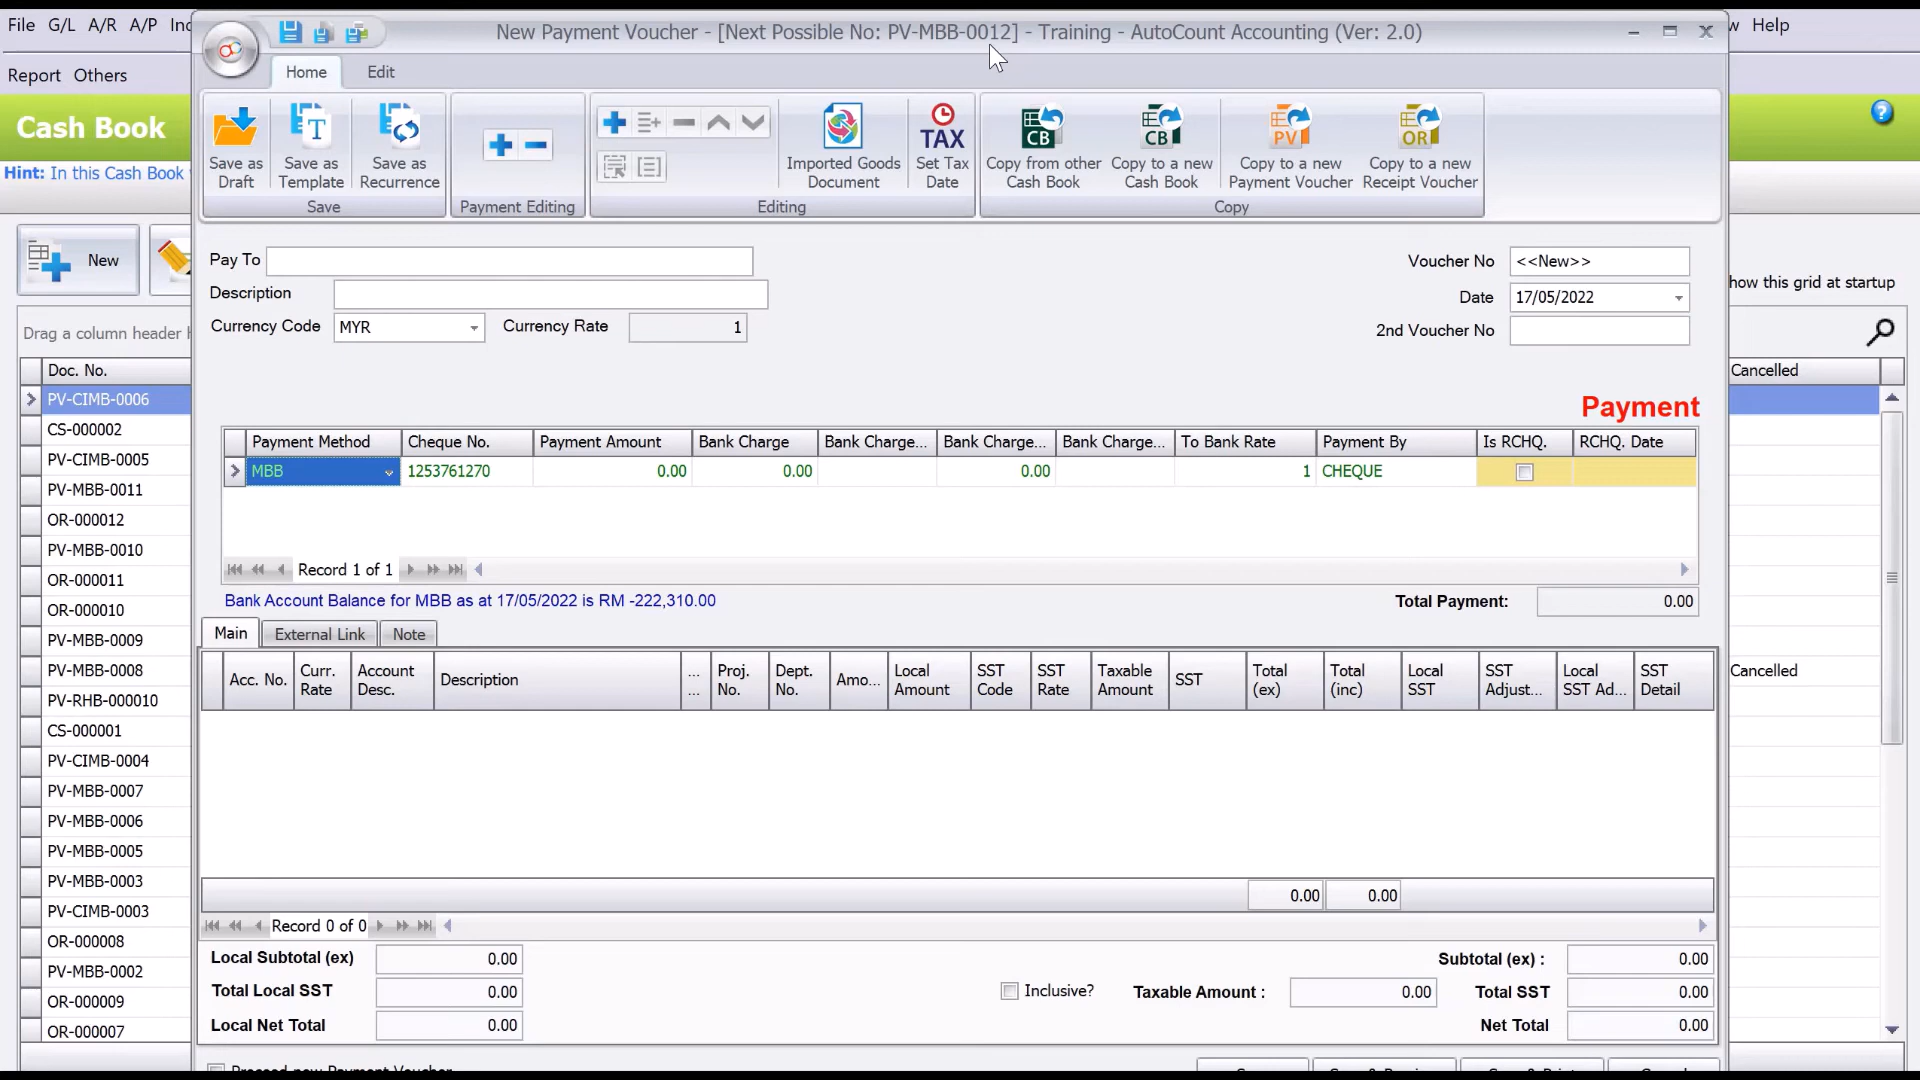 File G/L A/R A/P
New Payment Voucher - [Next Possible No: PV-MBB-0012] - Training - AutoCount Accounting (Ver: 2.0)
Help
Report Others
Home Edit
Cash Book
Hint: In this Cash Book
Save as Draft
Save as Template
Save as Recurrence
Save
Payment Editing
Imported Goods Document
TAX
Set Tax Date
Editing
CB
Copy from other Cash Book
CB
Copy to a new Cash Book
PV
Copy to a new Payment Voucher
OR
Copy to a new Receipt Voucher
Copy
New
how this grid at startup
Drag a column header
Doc. No.
PV-CIMB-0006
CS-000002
PV-CIMB-0005
PV-MBB-0011
OR-000012
PV-MBB-0010
OR-000011
OR-000010
PV-MBB-0009
PV-MBB-0008
PV-RHB-000010
CS-000001
PV-CIMB-0004
PV-MBB-0007
PV-MBB-0006
PV-MBB-0005
PV-MBB-0003
PV-CIMB-0003
OR-000008
PV-MBB-0002
OR-000009
OR-000007
Cancelled
Cancelled
Pay To
Description
Currency Code MYR Currency Rate 1
Voucher No <<New>>
Date 17/05/2022
2nd Voucher No
Payment
Payment Method Cheque No. Payment Amount Bank Charge Bank Charge... Bank Charge... Bank Charge... To Bank Rate Payment By Is RCHQ. RCHQ. Date
MBB 1253761270 0.00 0.00 0.00 1 CHEQUE
Record 1 of 1
Bank Account Balance for MBB as at 17/05/2022 is RM -222,310.00
Total Payment: 0.00
Main External Link Note
Acc. No. Curr. Rate Account Desc. Description ... ... Proj. No. Dept. No. Amo... Local Amount SST Code SST Rate Taxable Amount SST Total (ex) Total (inc) Local SST SST Adjust... Local SST Ad... SST Detail
0.00 0.00
Record 0 of 0
Local Subtotal (ex) 0.00
Total Local SST 0.00
Local Net Total 0.00
Inclusive? Taxable Amount : 0.00
Subtotal (ex) : 0.00
Total SST 0.00
Net Total 0.00